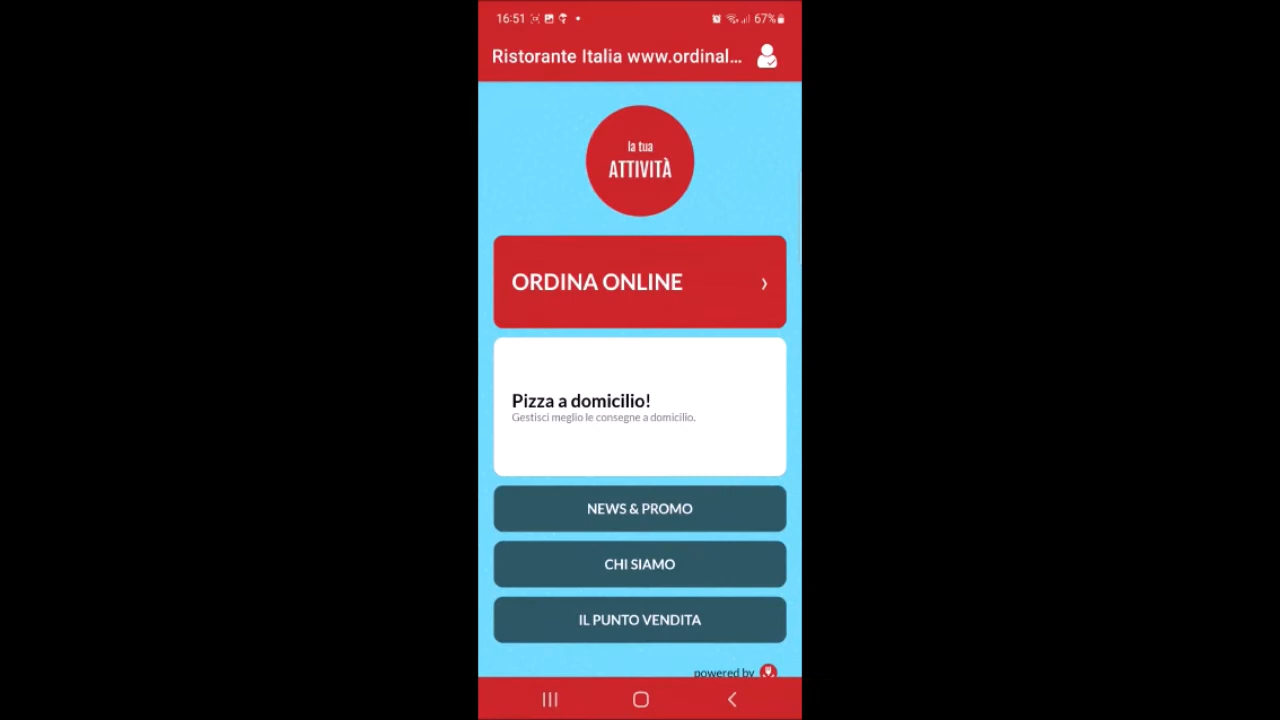 16:51 67%
Ristorante Italia www.ordinal...
la tua
ATTIVITÀ
ORDINA ONLINE
Pizza a domicilio!
Gestisci meglio le consegne a domicilio.
NEWS & PROMO
CHI SIAMO
IL PUNTO VENDITA
powered by